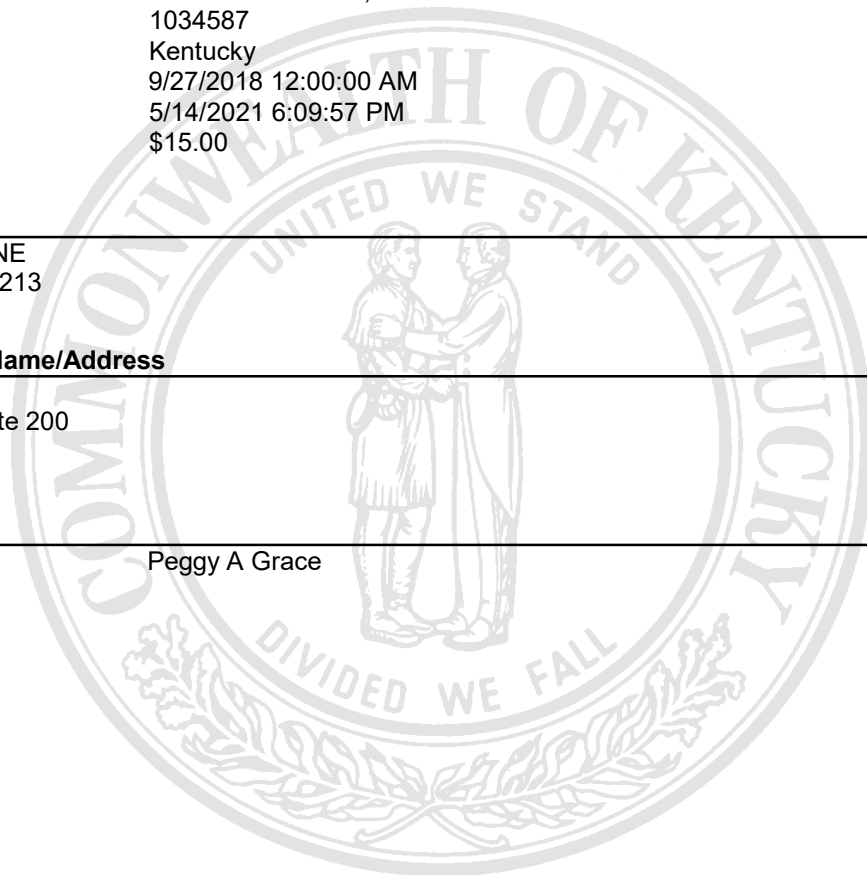 1034587
Kentucky
9/27/2018 12:00:00 AM
5/14/2021 6:09:57 PM
$15.00
NE
213
lame/Address
te 200
Peggy A Grace
COMMONWEALTH OF KENTUCKY
UNITED WE STAND
DIVIDED WE FALL